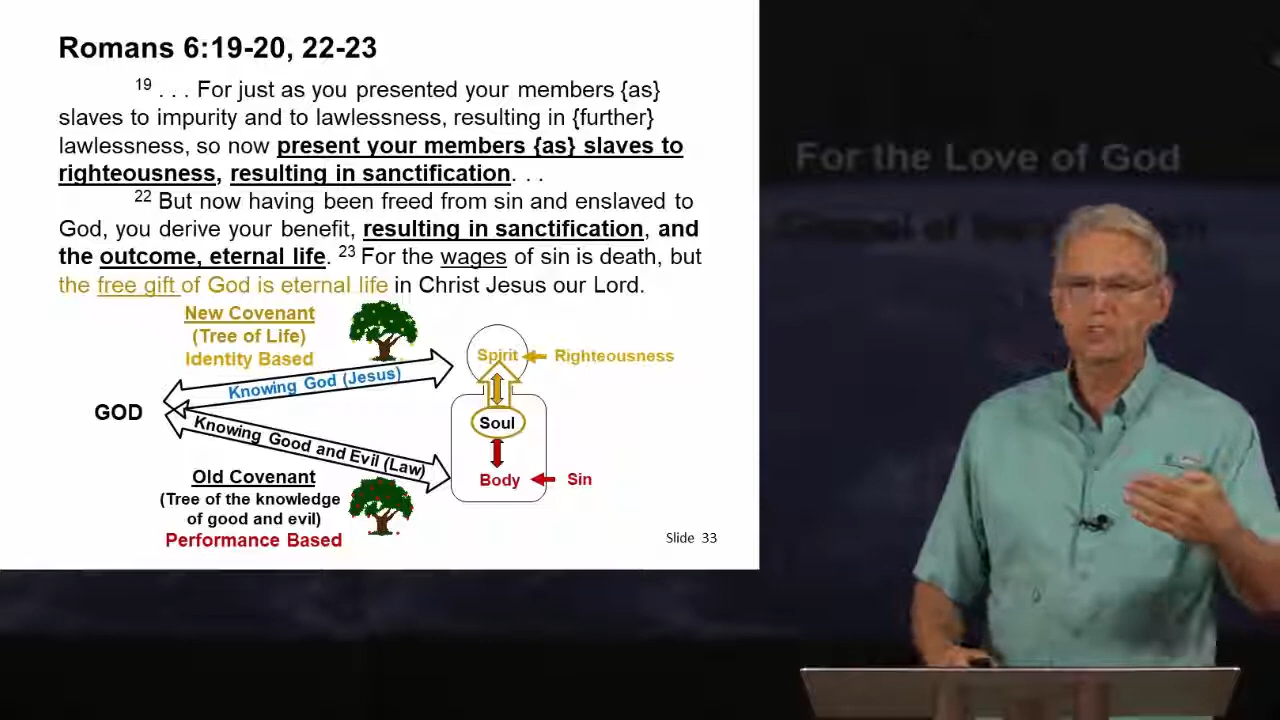 Romans 6:19-20, 22-23
19 . . . For just as you presented your members {as}
slaves to impurity and to lawlessness, resulting in {further}
lawlessness, so now present your members {as} slaves to
righteousness, resulting in sanctification. . .
22 But now having been freed from sin and enslaved to
God, you derive your benefit, resulting in sanctification, and
the outcome, eternal life. 23 For the wages of sin is death, but
the free gift of God is eternal life in Christ Jesus our Lord.
New Covenant
(Tree of Life)
Identity Based
Knowing God (Jesus)
GOD
Knowing Good and Evil (Law)
Old Covenant
(Tree of the knowledge
of good and evil)
Performance Based
Spirit
Righteousness
Soul
Body
Sin
Slide 33
For the Love of God
of